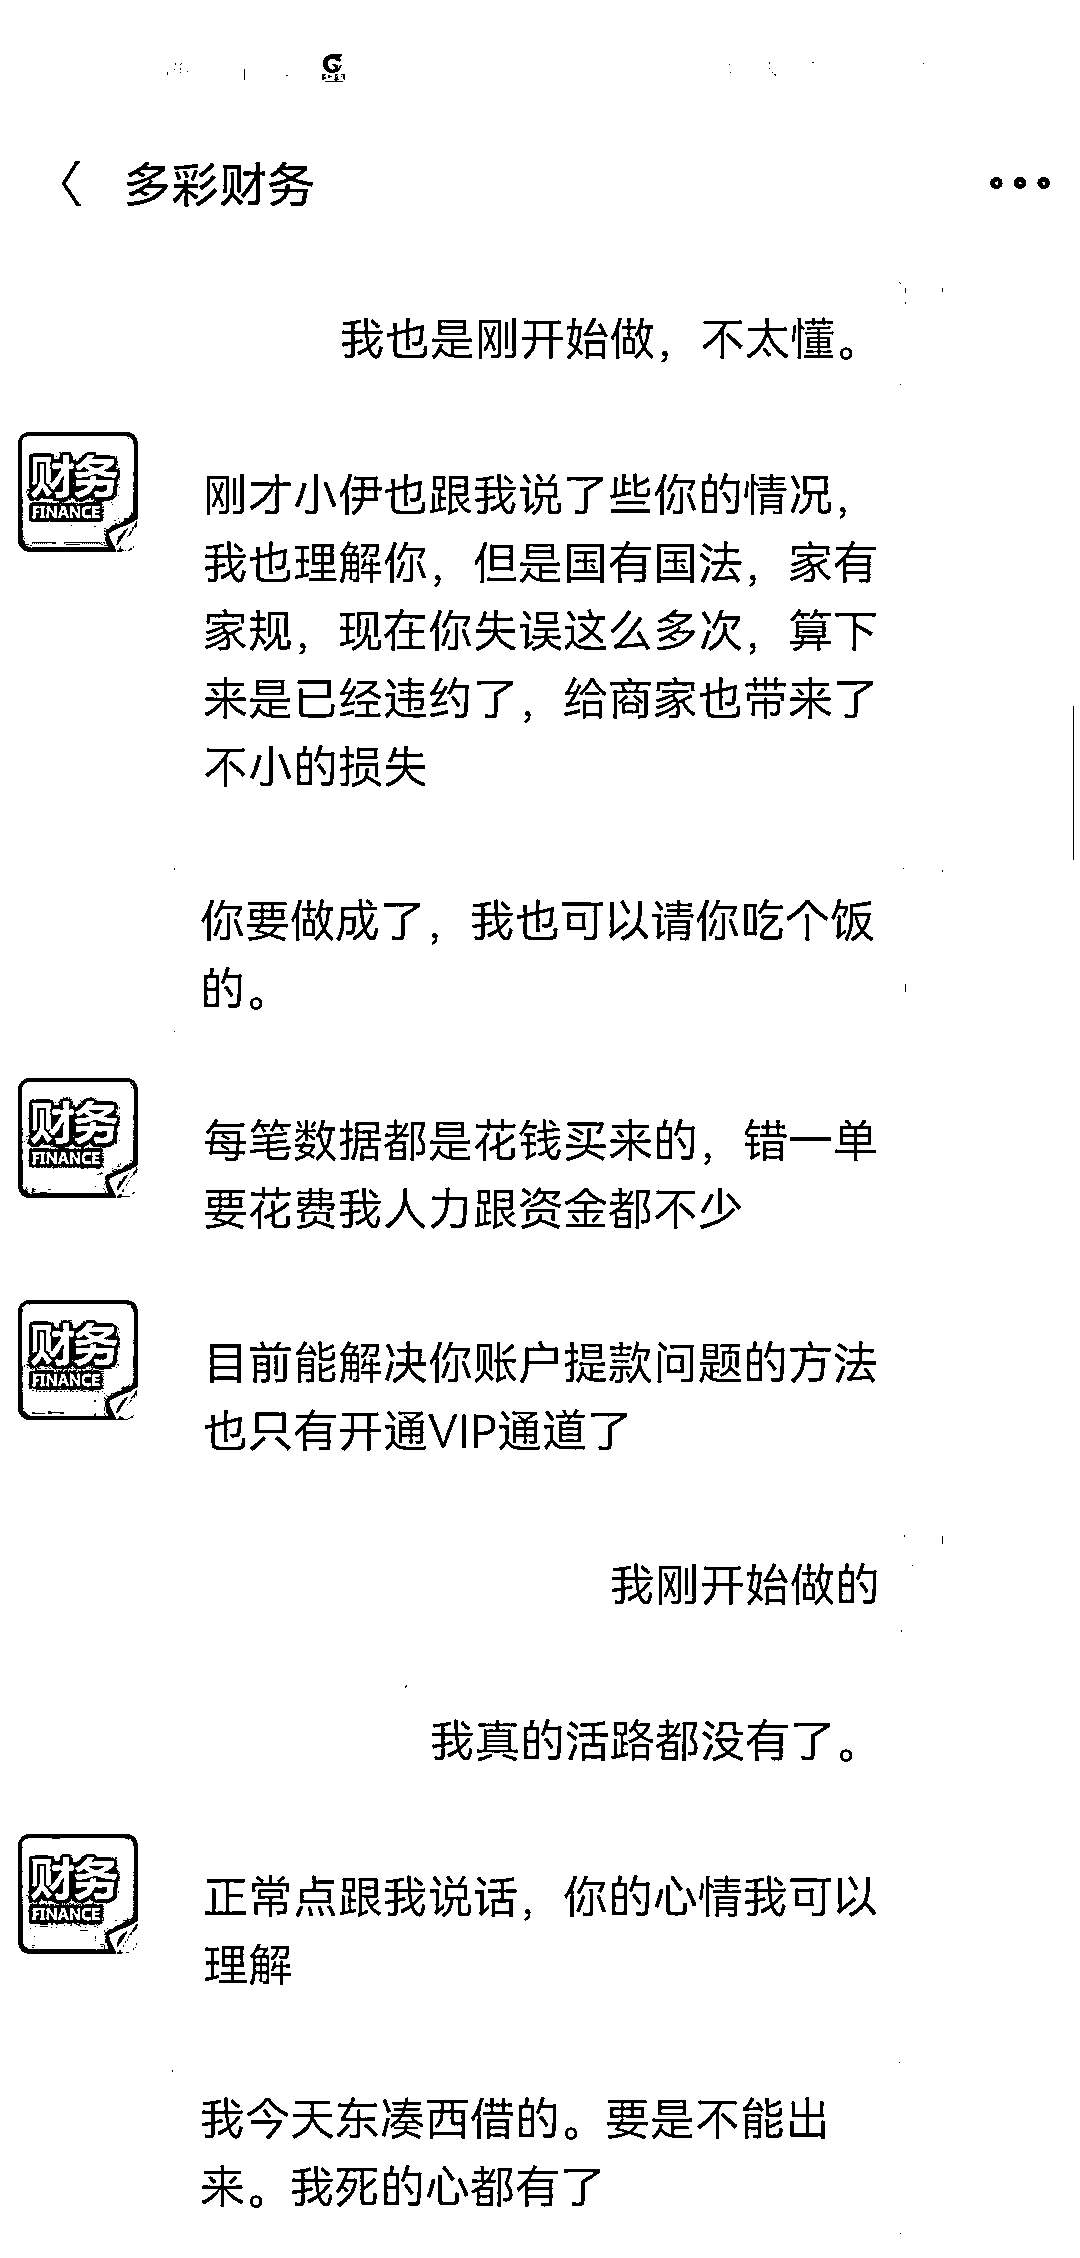 多彩财务
我也是刚开始做，不太懂。
财务
FINANCE
刚才小伊也跟我说了些你的情况，
我也理解你，但是国有国法，家有
家规，现在你失误这么多次，算下
来是已经违约了，给商家也带来了
不小的损失
你要做成了，我也可以请你吃个饭
的。
财务
FINANCE
每笔数据都是花钱买来的，错一单
要花费我人力跟资金都不少
财务
FINANCE
目前能解决你账户提款问题的方法
也只有开通VIP通道了
我刚开始做的
我真的活路都没有了。
财务
FINANCE
正常点跟我说话，你的心情我可以
理解
我今天东凑西借的。要是不能出
来。我死的心都有了